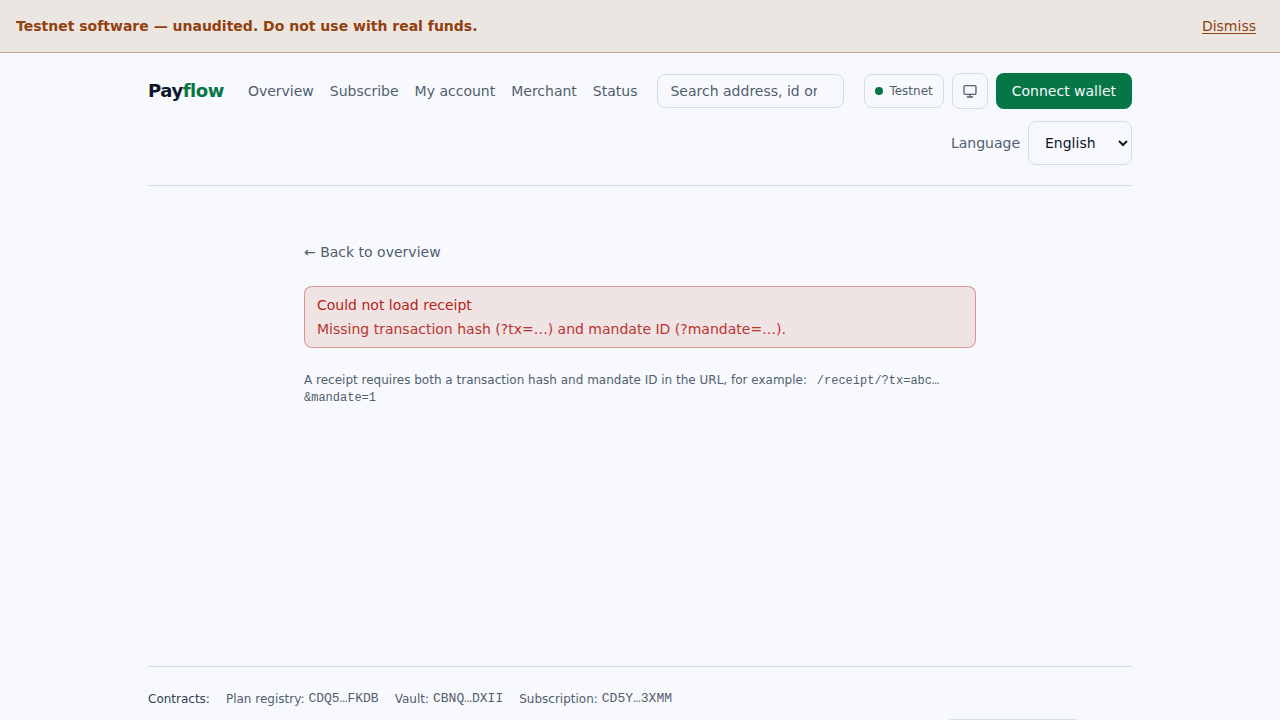 Testnet software — unaudited. Do not use with real funds.
Dismiss
Payflow
Overview
Subscribe
My account
Merchant
Status
Search address, id or
Testnet
Connect wallet
Language
English
← Back to overview
Could not load receipt
Missing transaction hash (?tx=…) and mandate ID (?mandate=…).
A receipt requires both a transaction hash and mandate ID in the URL, for example: /receipt/?tx=abc…
&mandate=1
Contracts: Plan registry: CDQ5…FKDB Vault: CBNQ…DXII Subscription: CD5Y…3XMM